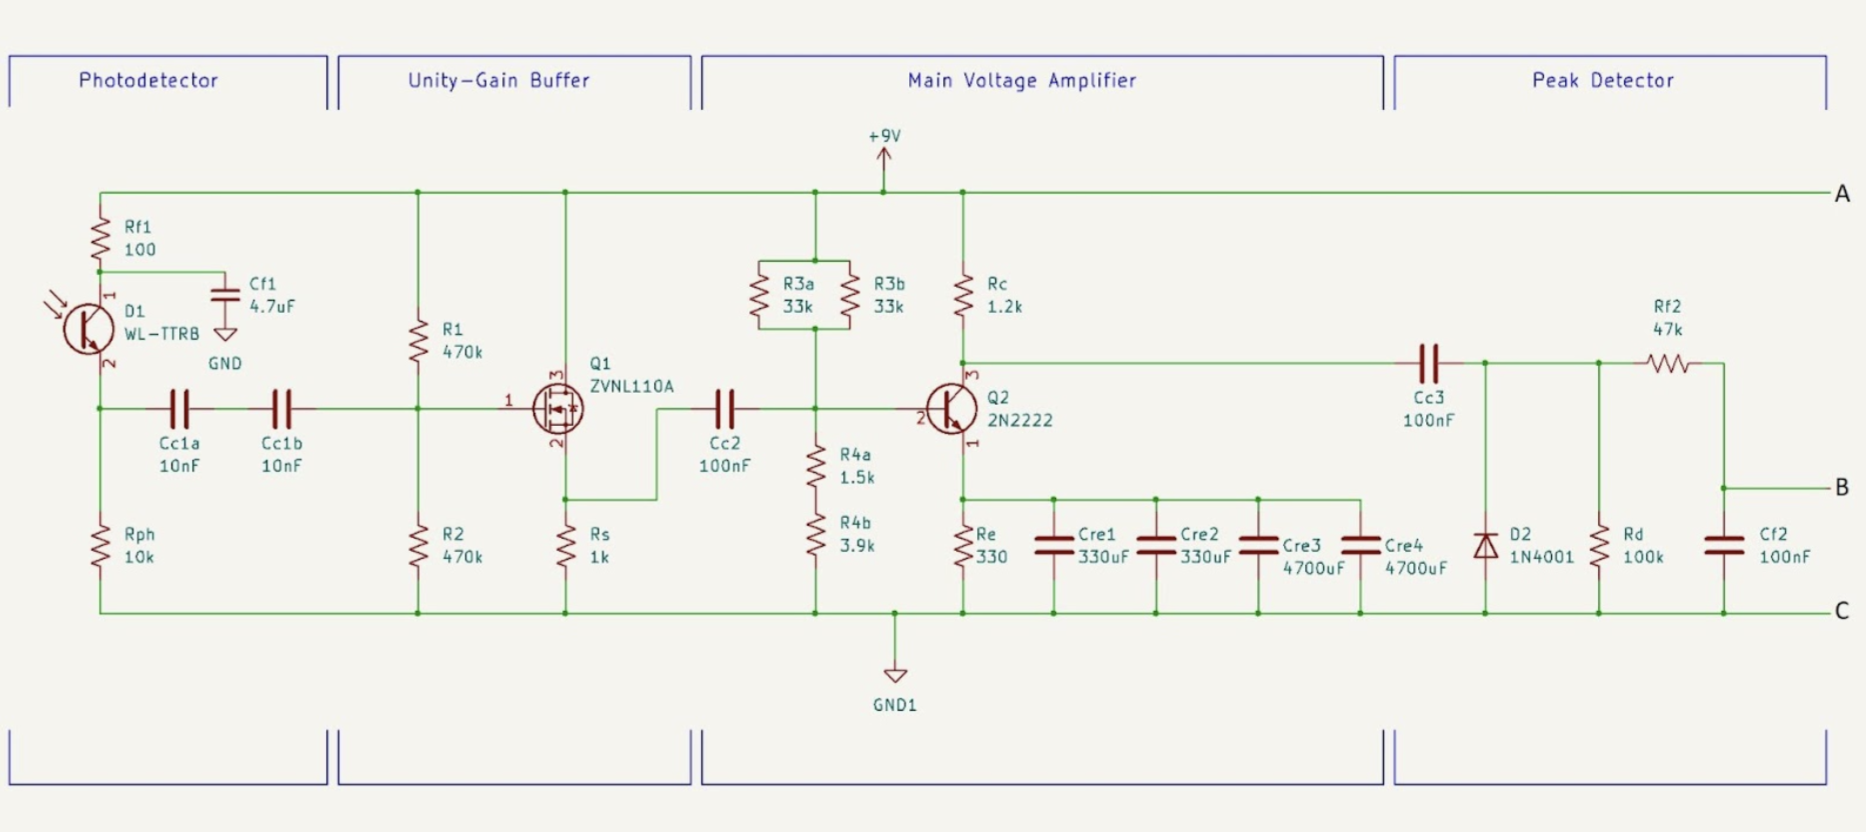 Photodetector
Unity-Gain Buffer
Main Voltage Amplifier
Peak Detector
+9V
A
Rf1
100
Cf1
4.7uF
GND
1
D1
WL-TTRB
2
Cc1a
10nF
Cc1b
10nF
Rph
10k
R1
470k
R2
470k
1
3
Q1
ZVNL110A
2
Rs
1k
Cc2
100nF
R3a
33k
R3b
33k
R4a
1.5k
R4b
3.9k
Rc
1.2k
3
Q2
2N2222
2
1
Re
330
Cre1
330uF
Cre2
330uF
Cre3
4700uF
Cre4
4700uF
Cc3
100nF
Rf2
47k
D2
1N4001
Rd
100k
Cf2
100nF
B
C
GND1